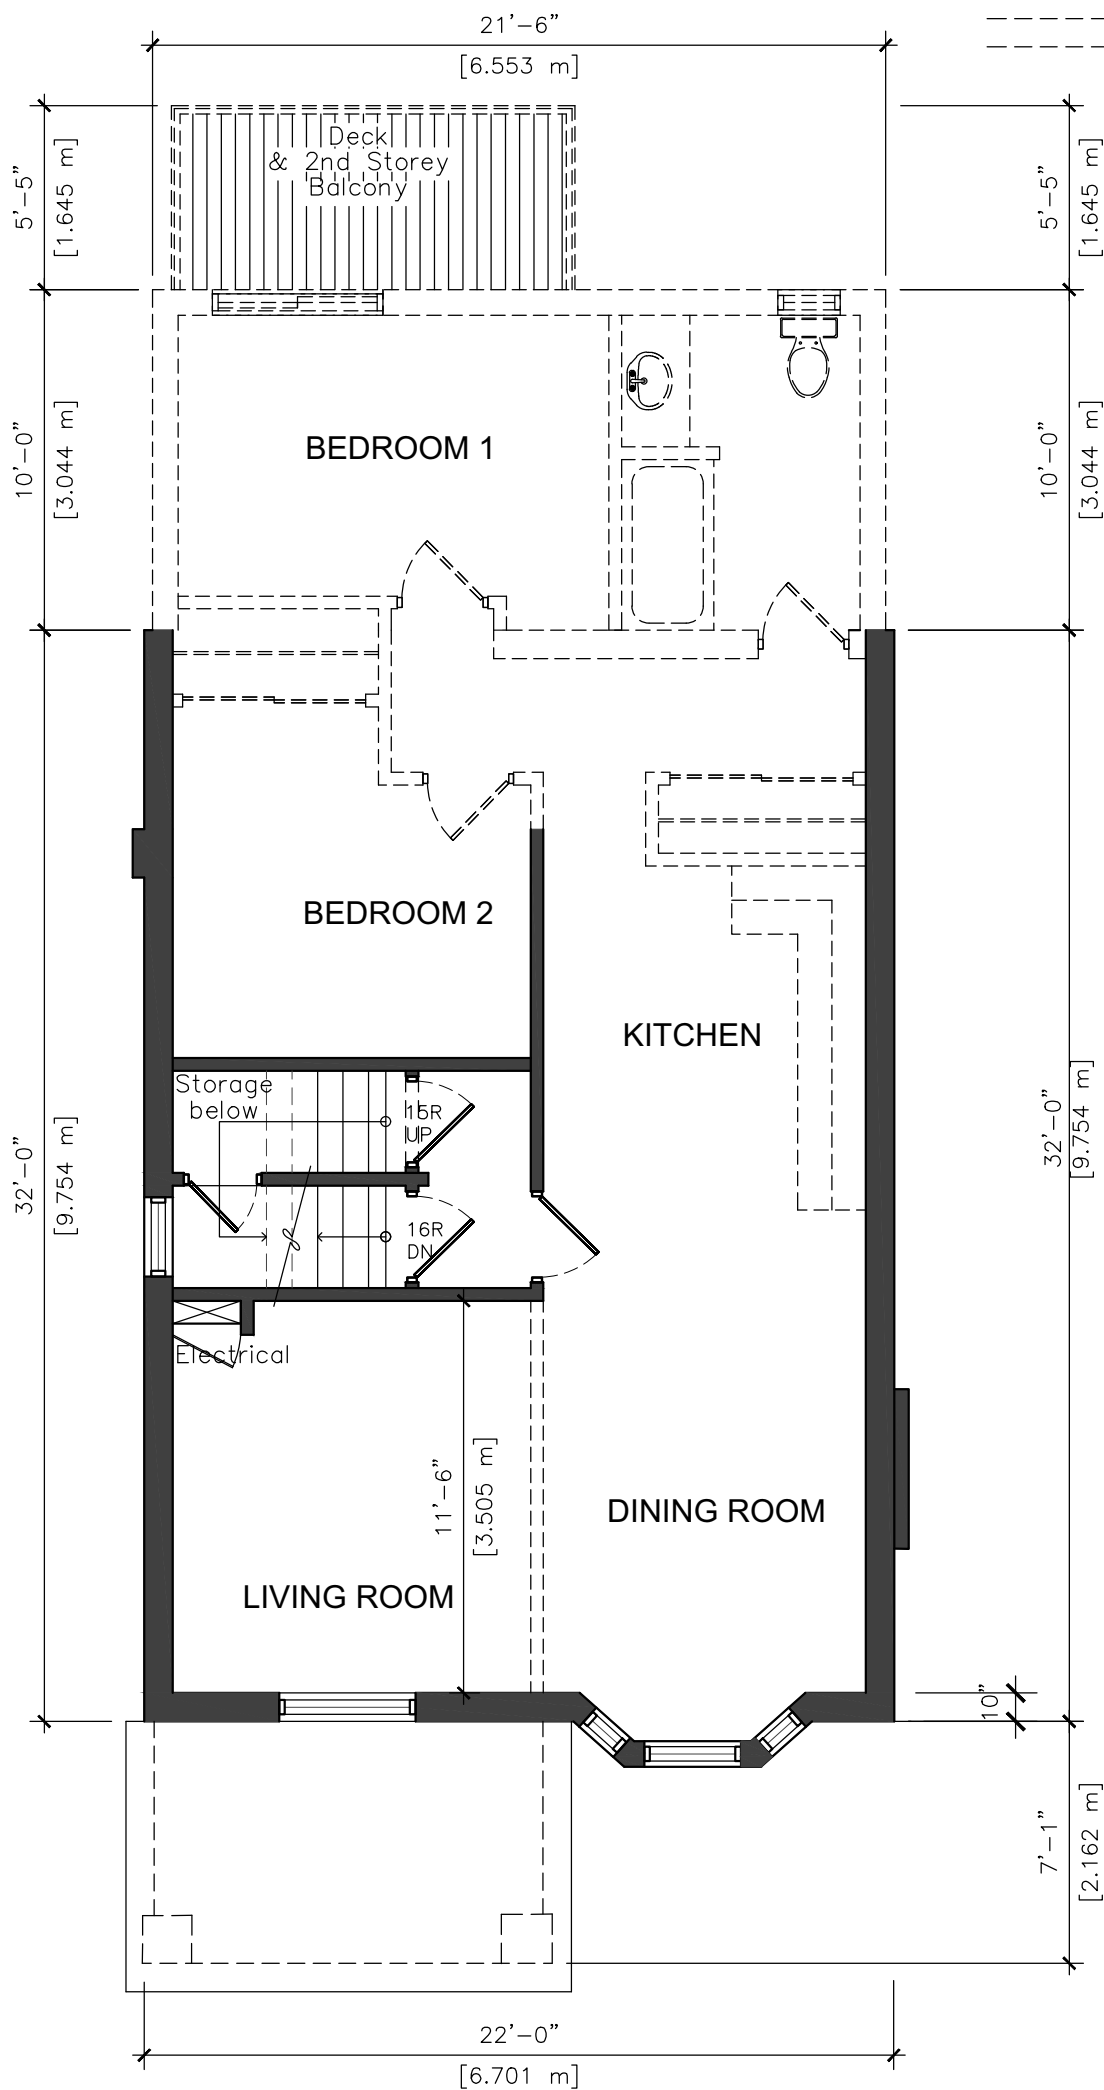 21'-6"
[6.553 m]
Deck
& 2nd Storey
Balcony
5'-5"
[1.645 m]
5'-5"
[1.645 m]
10'-0"
[3.044 m]
BEDROOM 1
10'-0"
[3.044 m]
BEDROOM 2
KITCHEN
Storage
below
15R
UP
16R
DN
32'-0"
[9.754 m]
32'-0"
[9.754 m]
Electrical
11'-6"
[3.505 m]
DINING ROOM
LIVING ROOM
10"
7'-1"
[2.162 m]
22'-0"
[6.701 m]